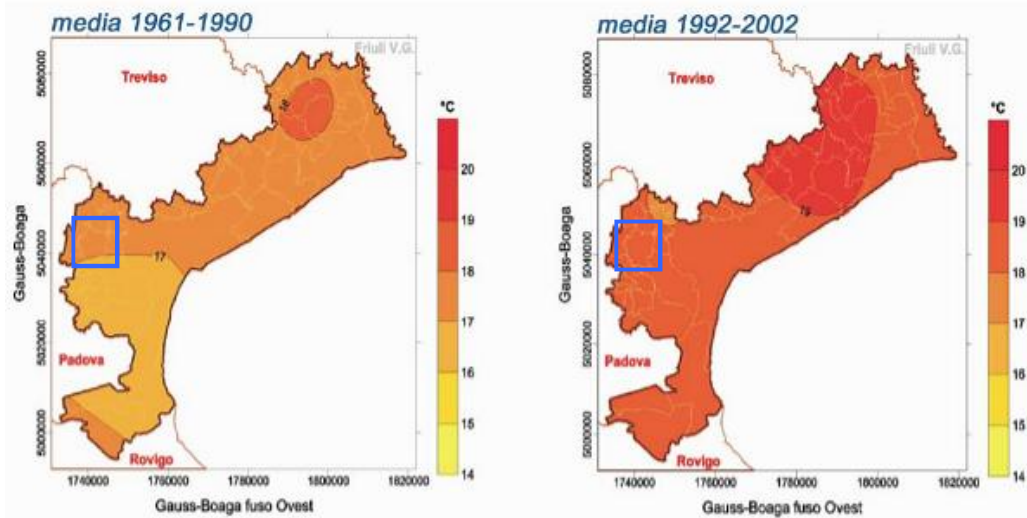 media 1961-1990
Friuli V.G.
Treviso
Padova
Rovigo
18
17
°C
20
19
18
17
16
15
14
5080000
5060000
5040000
5020000
5000000
Gauss-Boaga
1740000 1760000 1780000 1800000 1820000
Gauss-Boaga fuso Ovest
media 1992-2002
Friuli V.G.
Treviso
Padova
Rovigo
19
°C
20
19
18
17
16
15
14
5080000
5060000
5040000
5020000
5000000
Gauss-Boaga
1740000 1760000 1780000 1800000 1820000
Gauss-Boaga fuso Ovest